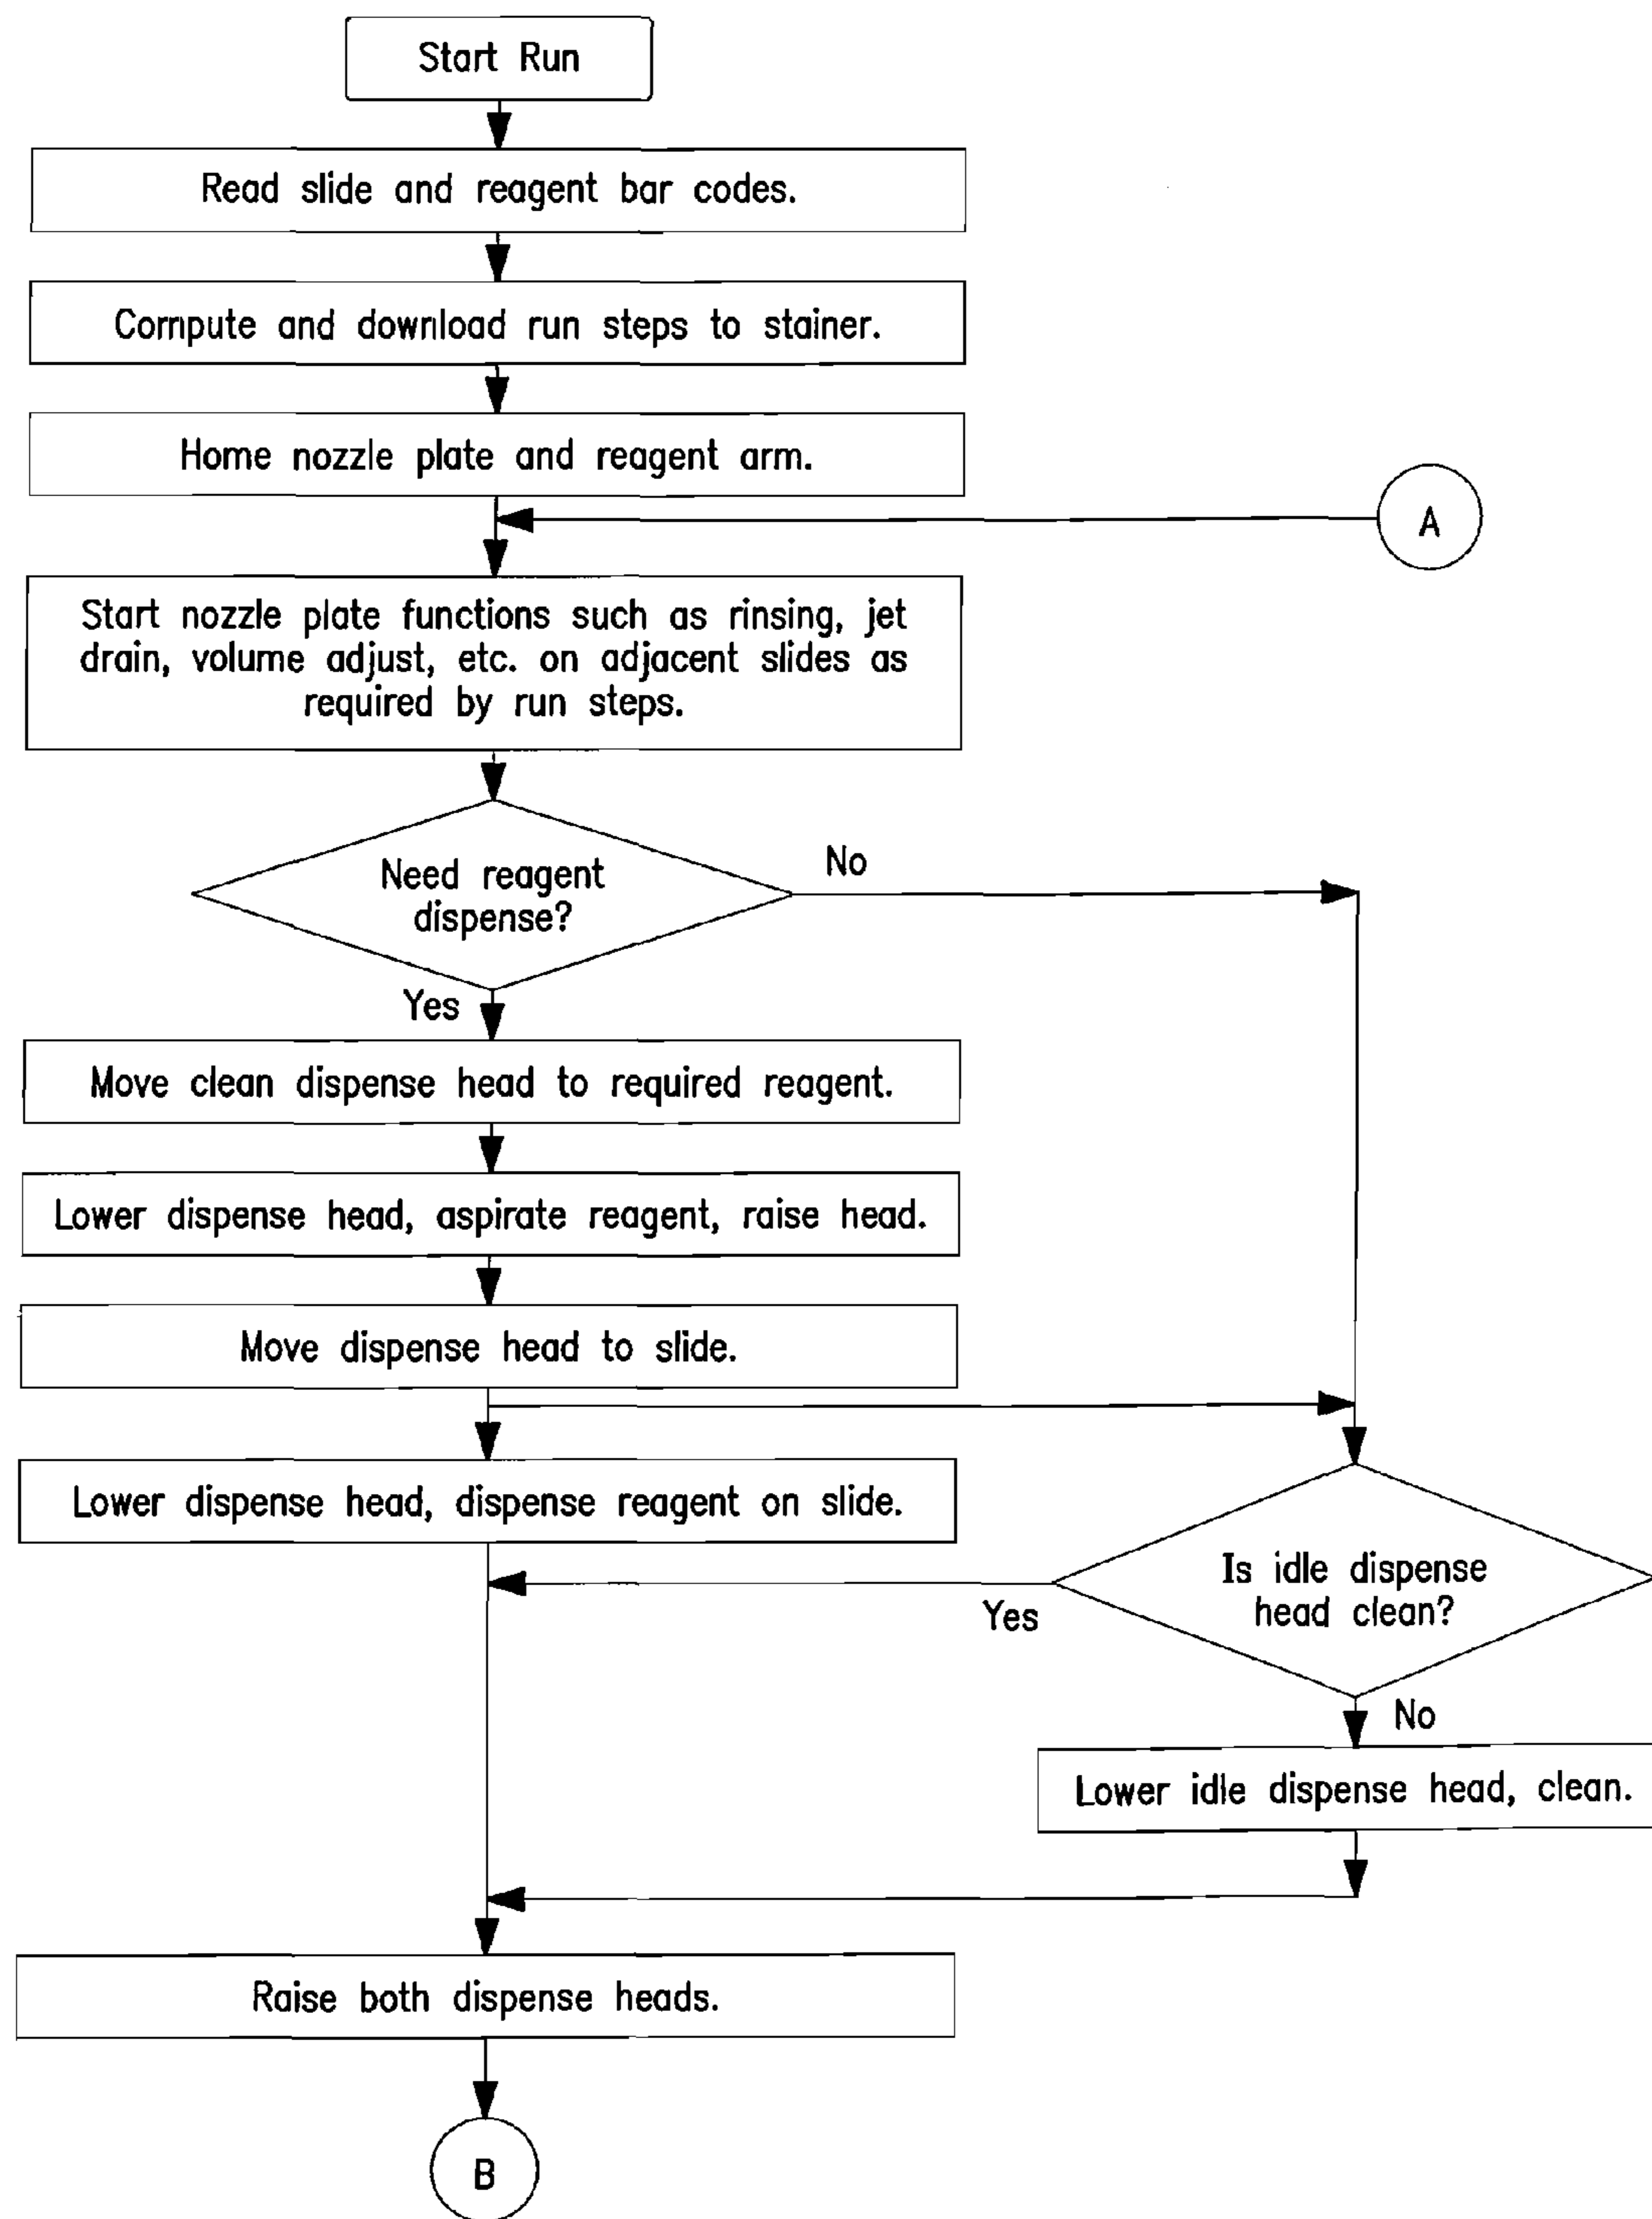 Start Run
Read slide and reagent bar codes.
Compute and download run steps to stainer.
Home nozzle plate and reagent arm.
A
Start nozzle plate functions such as rinsing, jet
drain, volume adjust, etc. on adjacent slides as
required by run steps.
Need reagent
dispense?
No
Yes
Move clean dispense head to required reagent.
Lower dispense head, aspirate reagent, raise head.
Move dispense head to slide.
Lower dispense head, dispense reagent on slide.
Is idle dispense
head clean?
Yes
No
Lower idle dispense head, clean.
Raise both dispense heads.
B